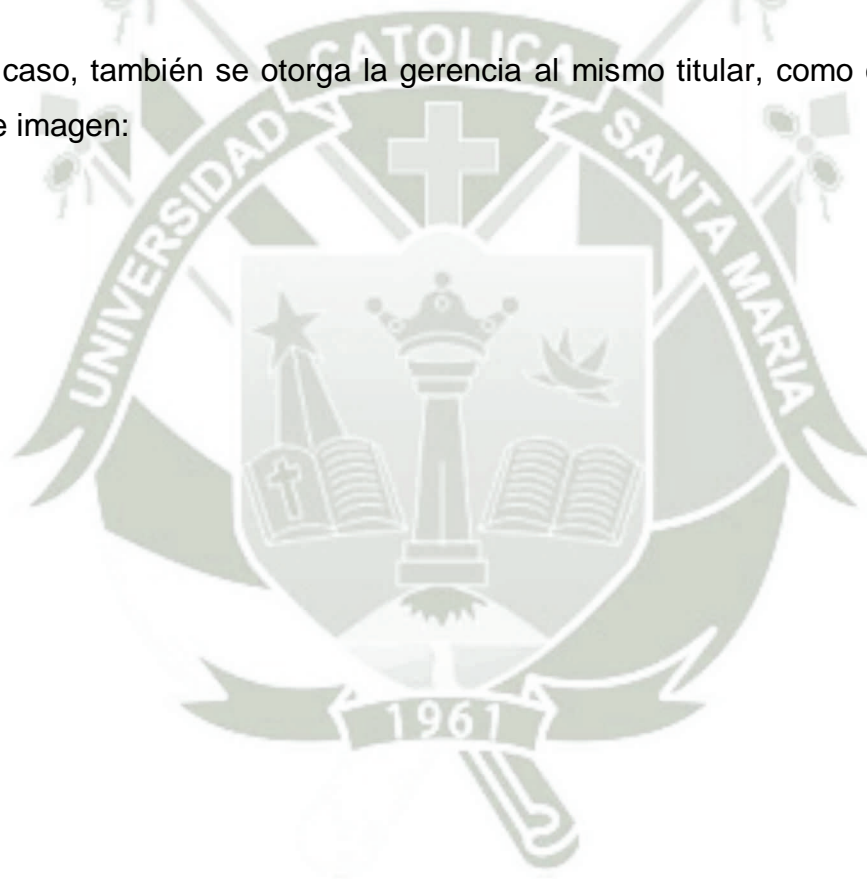 caso, también se otorga la gerencia al mismo titular, como
e imagen:
CATOLICA
UNIVERSIDAD
SANTA MARIA
1961